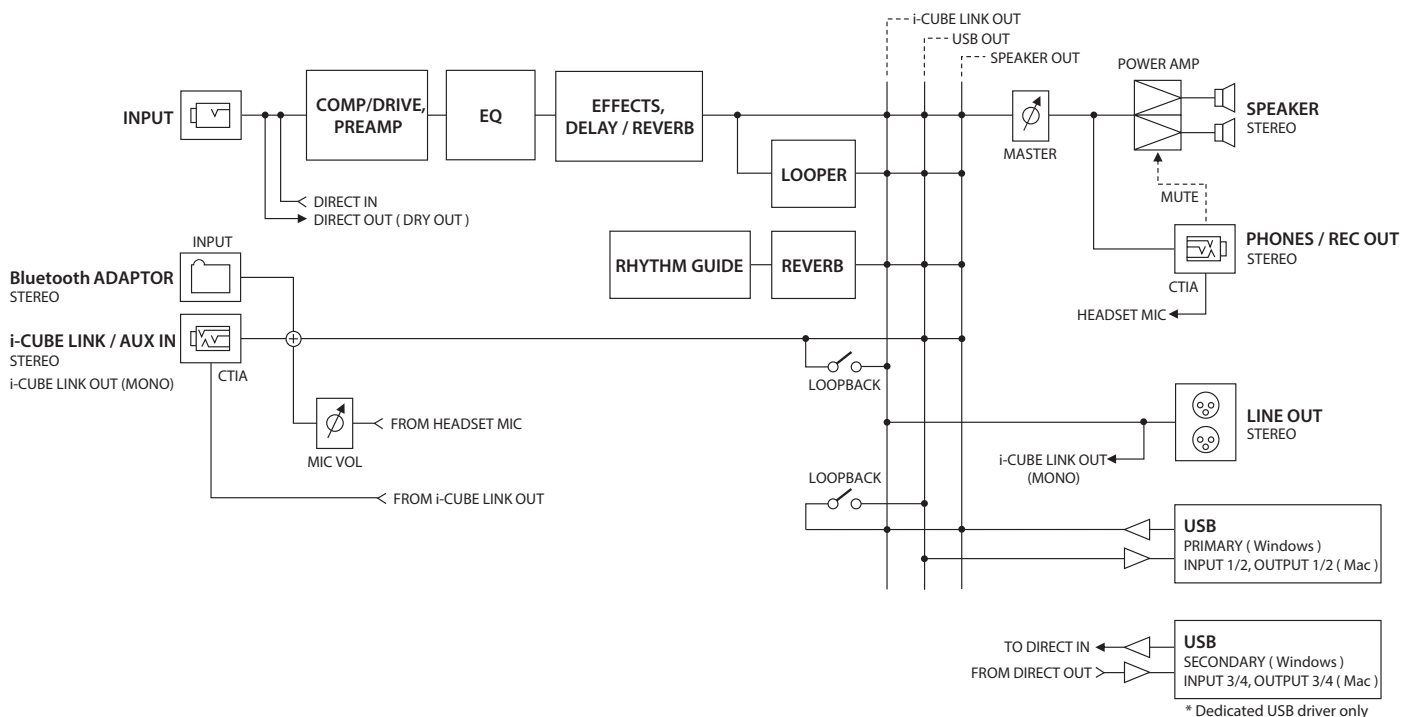 i-CUBE LINK OUT
USB OUT
SPEAKER OUT
POWER AMP
INPUT
COMP/DRIVE,
PREAMP
EQ
EFFECTS,
DELAY / REVERB
MASTER
SPEAKER
STEREO
LOOPER
MUTE
DIRECT IN
DIRECT OUT ( DRY OUT )
INPUT
Bluetooth ADAPTOR
STEREO
RHYTHM GUIDE
REVERB
PHONES / REC OUT
STEREO
CTIA
HEADSET MIC
i-CUBE LINK / AUX IN
STEREO
i-CUBE LINK OUT (MONO)
CTIA
LOOPBACK
MIC VOL
FROM HEADSET MIC
LINE OUT
STEREO
i-CUBE LINK OUT
(MONO)
FROM i-CUBE LINK OUT
LOOPBACK
USB
PRIMARY ( Windows )
INPUT 1/2, OUTPUT 1/2 ( Mac )
TO DIRECT IN
FROM DIRECT OUT
USB
SECONDARY ( Windows )
INPUT 3/4, OUTPUT 3/4 ( Mac )
* Dedicated USB driver only